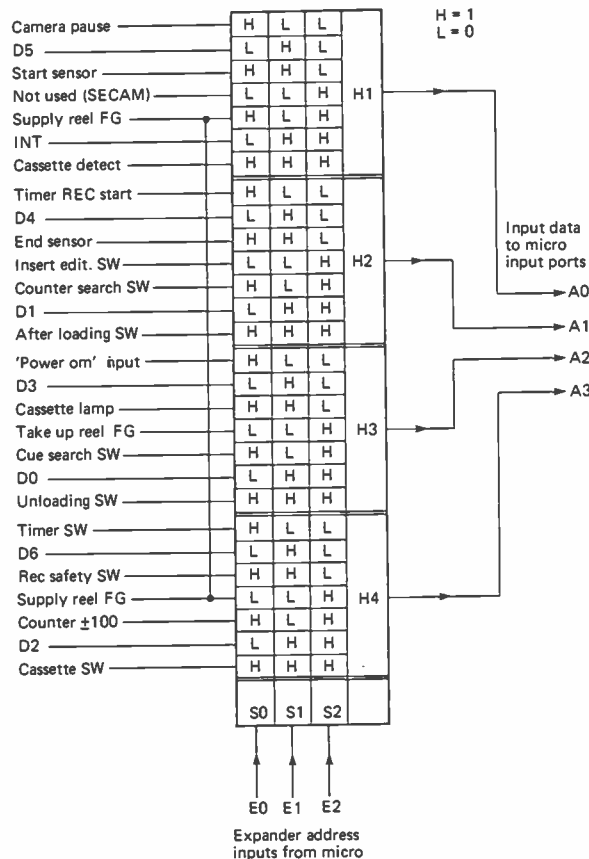 H = 1
L = 0
Camera pause H L L
D5 L H L
Start sensor H H L
Not used (SECAM) L L H
Supply reel FG H L H
INT L H H
Cassette detect H H H
H1
Timer REC start H L L
D4 L H L
End sensor H H L
Insert edit. SW L L H
Counter search SW H L H
D1 L H H
After loading SW H H H
H2
'Power om' input H L L
D3 L H L
Cassette lamp H H L
Take up reel FG L L H
Cue search SW H L H
D0 L H H
Unloading SW H H H
H3
Timer SW H L L
D6 L H L
Rec safety SW H H L
Supply reel FG L L H
Counter ±100 H L H
D2 L H H
Cassette SW H H H
H4
S0 S1 S2
E0 E1 E2
Expander address
inputs from micro
Input data
to micro
input ports
A0
A1
A2
A3